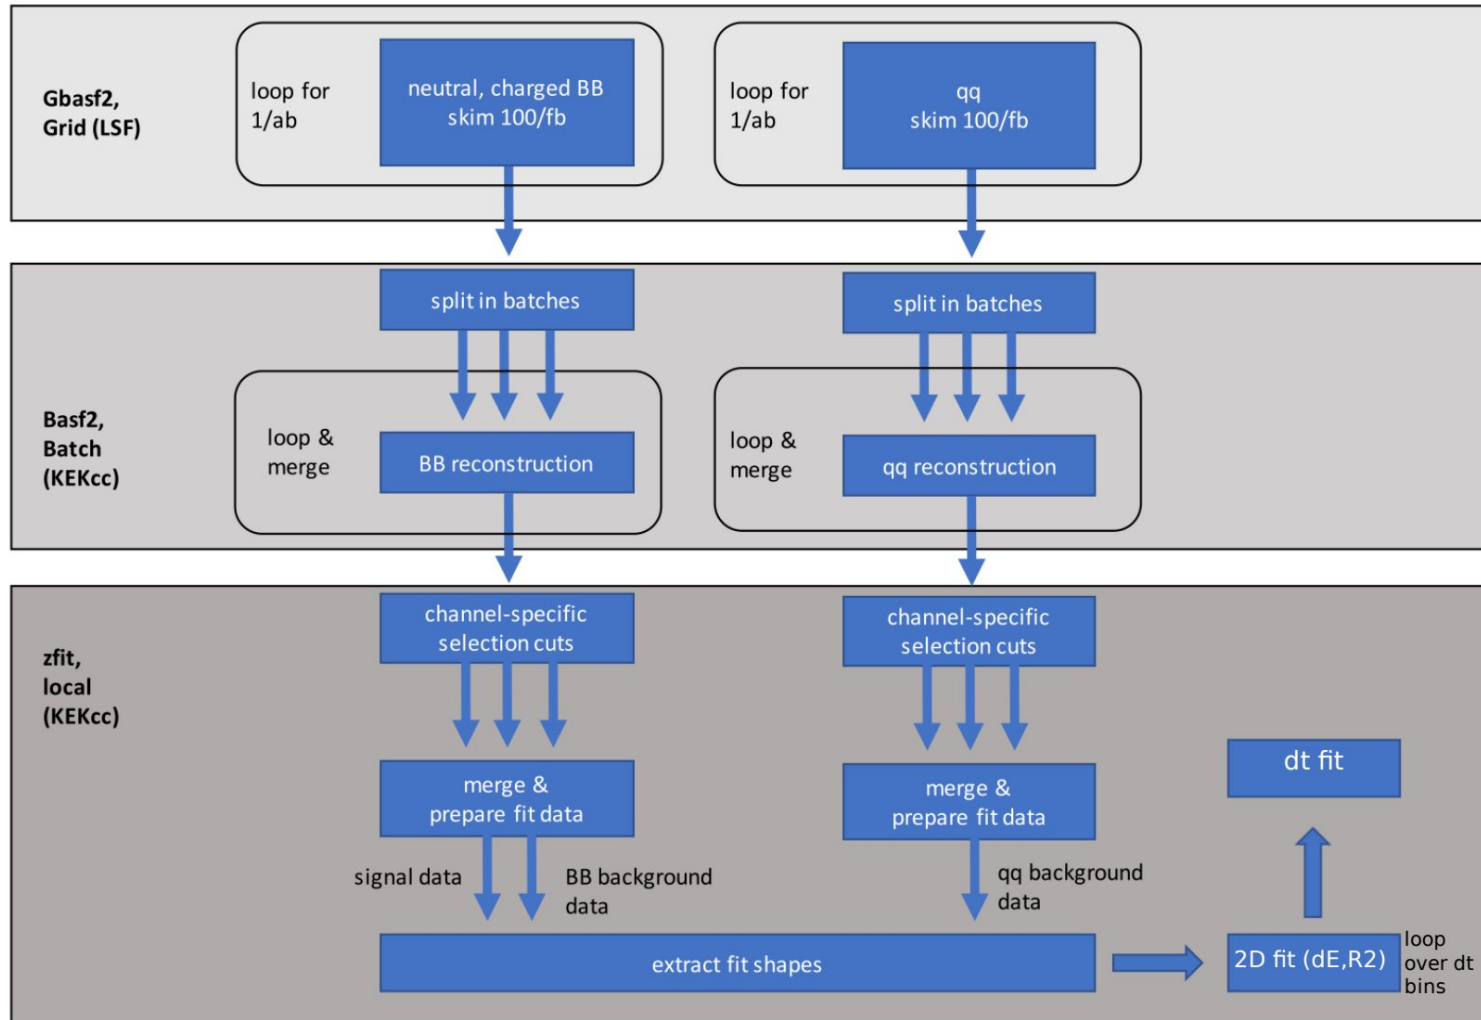 Gbasf2,
Grid (LSF)
loop for
1/ab
neutral, charged BB
skim 100/fb
loop for
1/ab
qq
skim 100/fb
Basf2,
Batch
(KEKcc)
split in batches
split in batches
loop &
merge
BB reconstruction
loop &
merge
qq reconstruction
zfit,
local
(KEKcc)
channel-specific
selection cuts
channel-specific
selection cuts
merge &
prepare fit data
merge &
prepare fit data
signal data
BB background
data
qq background
data
extract fit shapes
2D fit (dE,R2)
loop
over dt
bins
dt fit